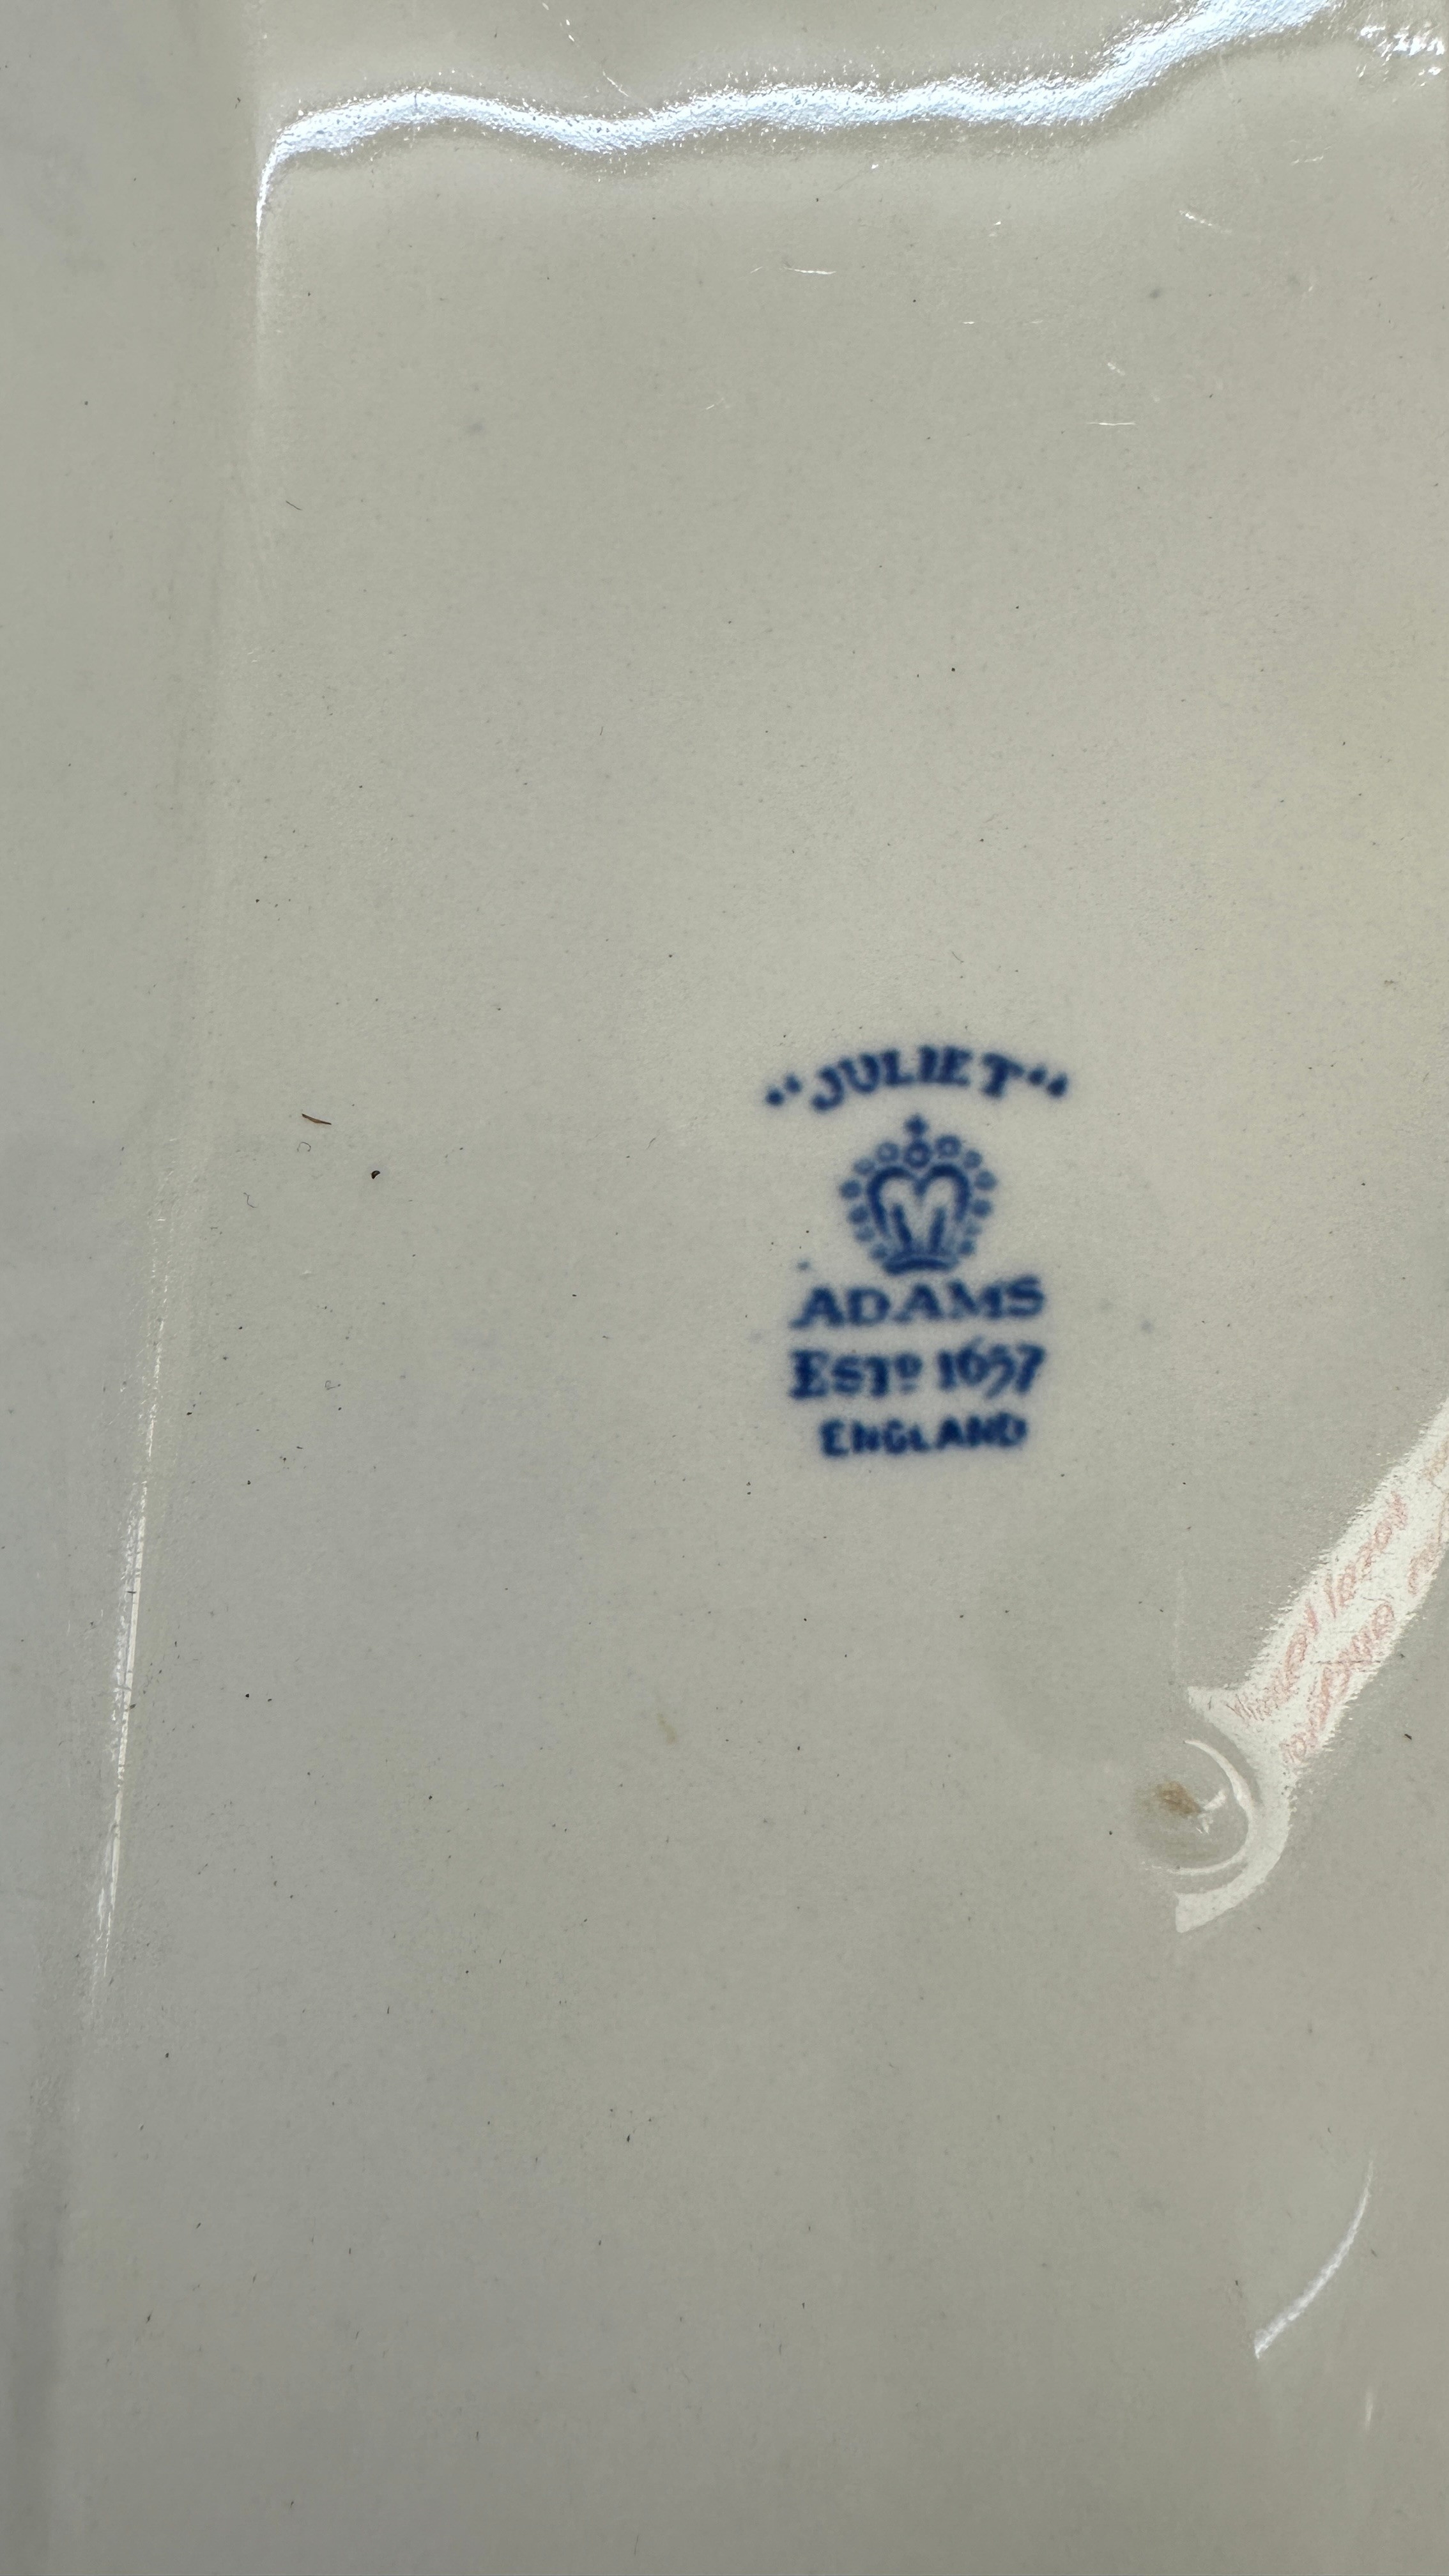 "JULIET"
ADAMS
ESTD 1657
ENGLAND